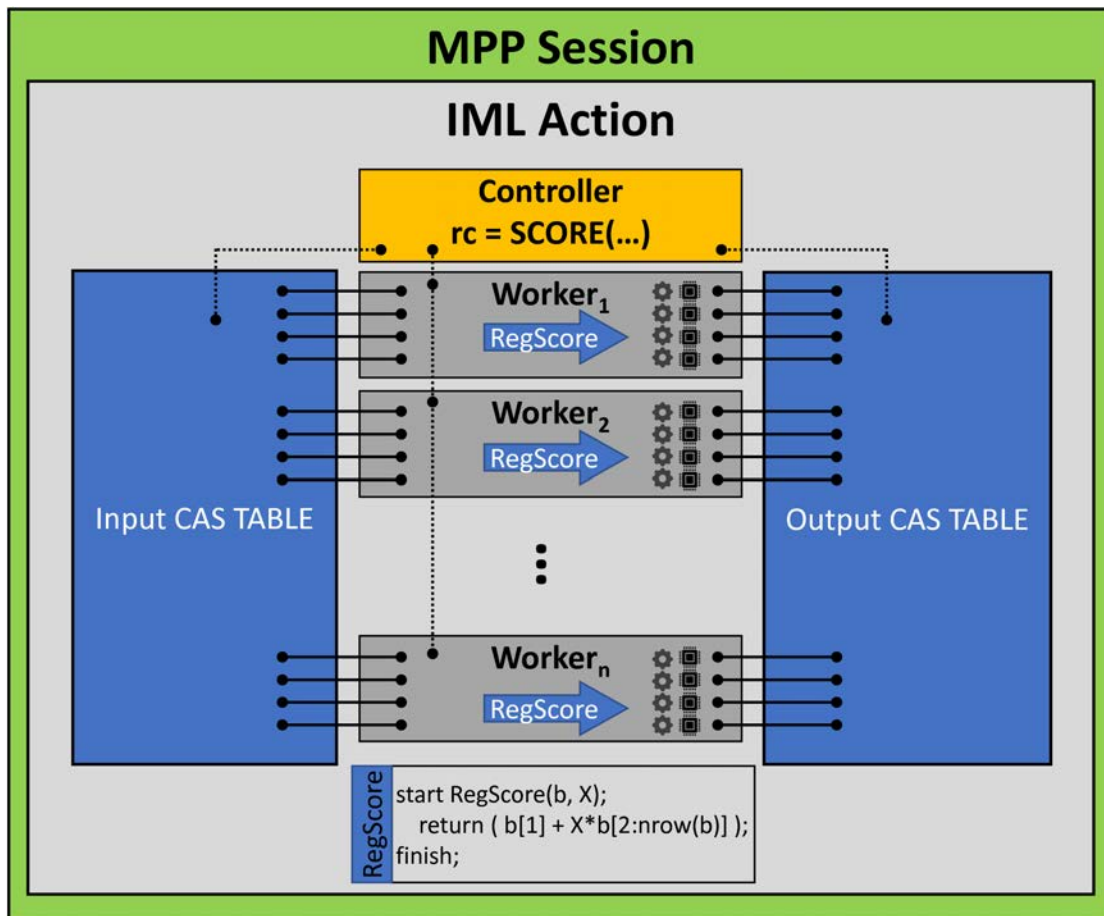 MPP Session
IML Action
Controller
rc = SCORE(...)
Worker1
RegScore
Worker2
RegScore
Input CAS TABLE
Output CAS TABLE
Workern
RegScore
RegScore
start RegScore(b, X);
return ( b[1] + X*b[2:nrow(b)] );
finish;